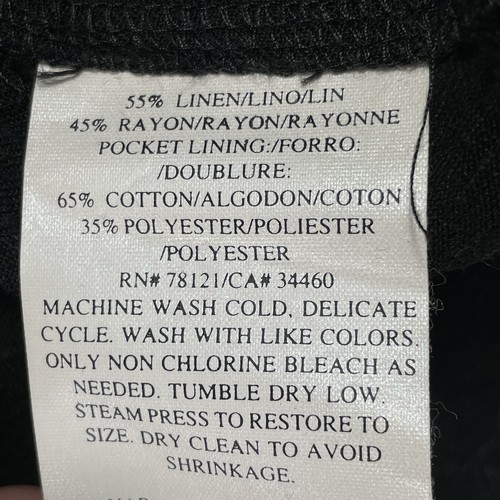 55% LINEN/LINO/LIN
45% RAYON/RAYON/RAYONNE
POCKET LINING:/FORRO:
/DOUBLURE:
65% COTTON/ALGODON/COTON
35% POLYESTER/POLIESTER
/POLYESTER
RN# 78121/CA# 34460
MACHINE WASH COLD, DELICATE
CYCLE. WASH WITH LIKE COLORS.
ONLY NON CHLORINE BLEACH AS
NEEDED. TUMBLE DRY LOW.
STEAM PRESS TO RESTORE TO
SIZE. DRY CLEAN TO AVOID
SHRINKAGE.